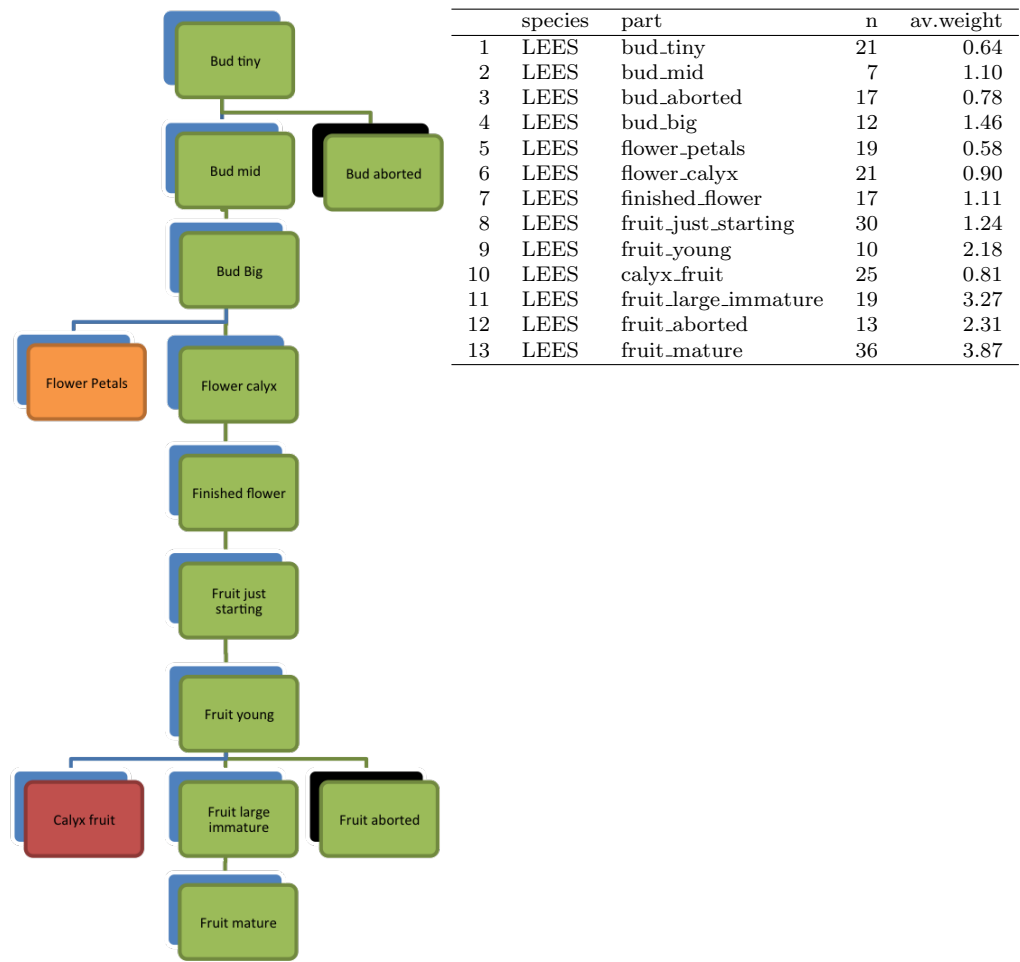 Bud tiny
Bud mid
Bud aborted
Bud Big
Flower Petals
Flower calyx
Finished flower
Fruit just
starting
Fruit young
Calyx fruit
Fruit large
immature
Fruit aborted
Fruit mature
species part n av.weight
1 LEES bud_tiny 21 0.64
2 LEES bud_mid 7 1.10
3 LEES bud_aborted 17 0.78
4 LEES bud_big 12 1.46
5 LEES flower_petals 19 0.58
6 LEES flower_calyx 21 0.90
7 LEES finished_flower 17 1.11
8 LEES fruit_just_starting 30 1.24
9 LEES fruit_young 10 2.18
10 LEES calyx_fruit 25 0.81
11 LEES fruit_large_immature 19 3.27
12 LEES fruit_aborted 13 2.31
13 LEES fruit_mature 36 3.87